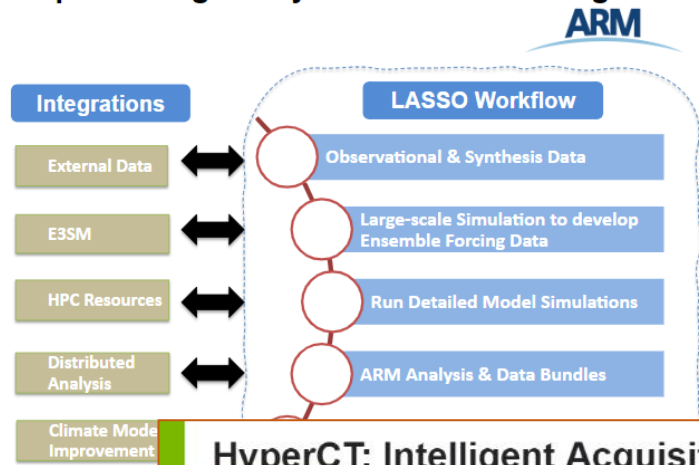 ARM
Integrations
LASSO Workflow
External Data
Observational & Synthesis Data
E3SM
Large-scale Simulation to develop
Ensemble Forcing Data
HPC Resources
Run Detailed Model Simulations
Distributed
Analysis
ARM Analysis & Data Bundles
Climate Mode
Improvement
HyperCT: Intelligent Acquisi